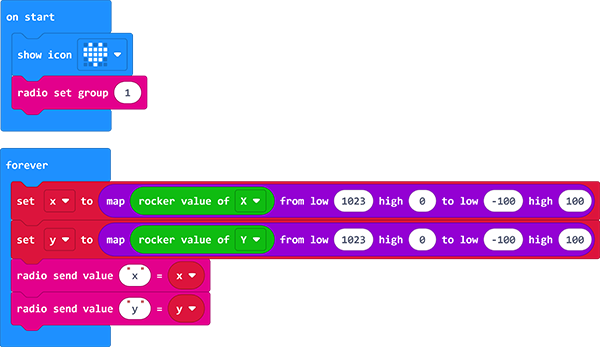 on start
show icon
radio set group 1
forever
set x to map rocker value of X from low 1023 high 0 to low -100 high 100
set y to map rocker value of Y from low 1023 high 0 to low -100 high 100
radio send value "x" = x
radio send value "y" = y